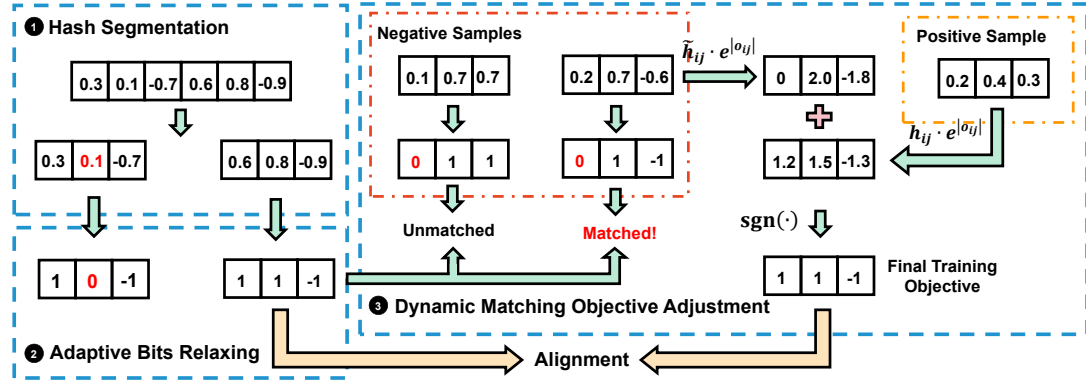 ❶ Hash Segmentation
0.3 0.1 -0.7 0.6 0.8 -0.9
0.3 0.1 -0.7
0.6 0.8 -0.9
1 0 -1
1 1 -1
❷ Adaptive Bits Relaxing
Negative Samples
0.1 0.7 0.7
0.2 0.7 -0.6
0 1 1
0 1 -1
Unmatched
Matched!
h̃ᵢⱼ · e^|oᵢⱼ|
0 2.0 -1.8
1.2 1.5 -1.3
Positive Sample
0.2 0.4 0.3
hᵢⱼ · e^|oᵢⱼ|
sgn(·)
1 1 -1
Final Training
Objective
❸ Dynamic Matching Objective Adjustment
Alignment